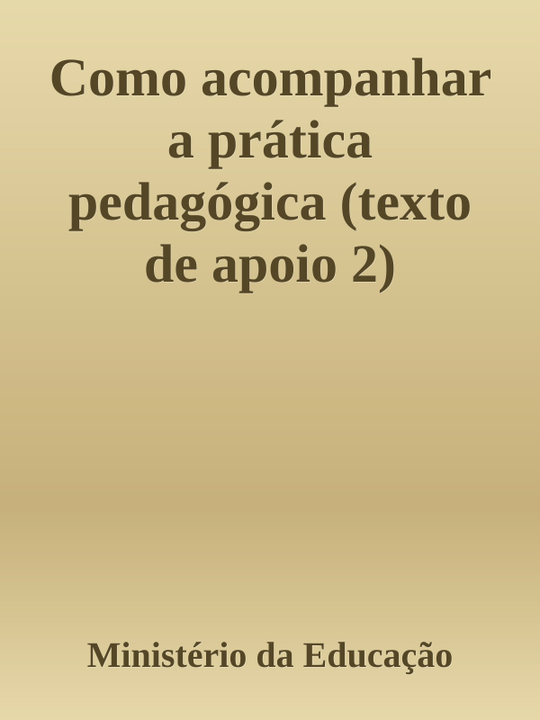 Como acompanhar
a prática
pedagógica (texto
de apoio 2)
Ministério da Educação